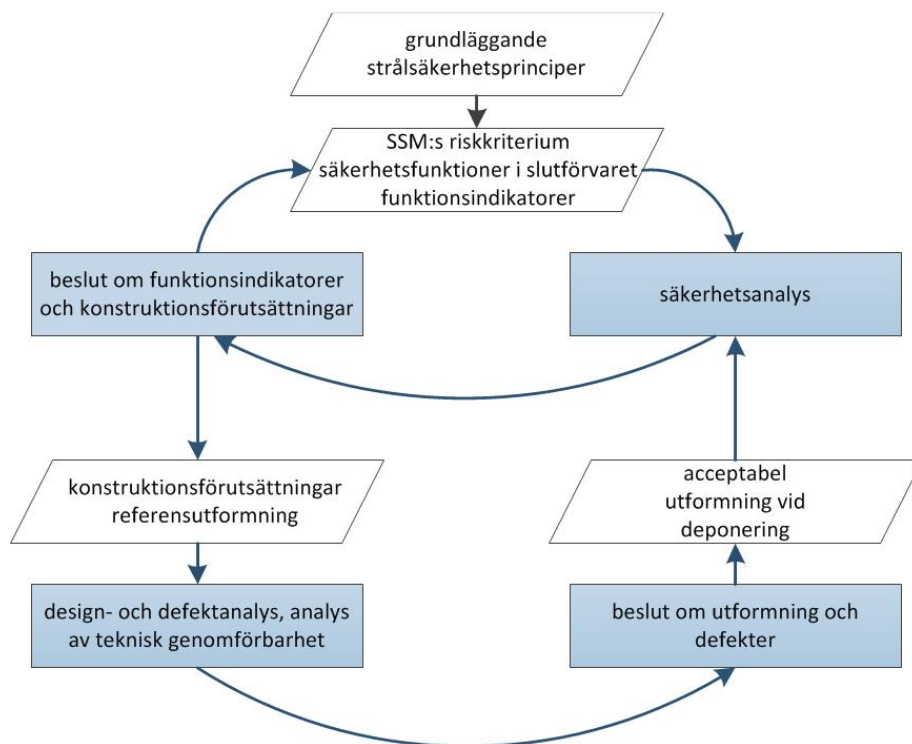 grundläggande
strålsäkerhetsprinciper
SSM:s riskkriterium
säkerhetsfunktioner i slutförvaret
funktionsindikatorer
beslut om funktionsindikatorer
och konstruktionsförutsättningar
säkerhetsanalys
konstruktionsförutsättningar
referensutformning
acceptabel
utformning vid
deponering
design- och defektanalys, analys
av teknisk genomförbarhet
beslut om utformning och
defekter